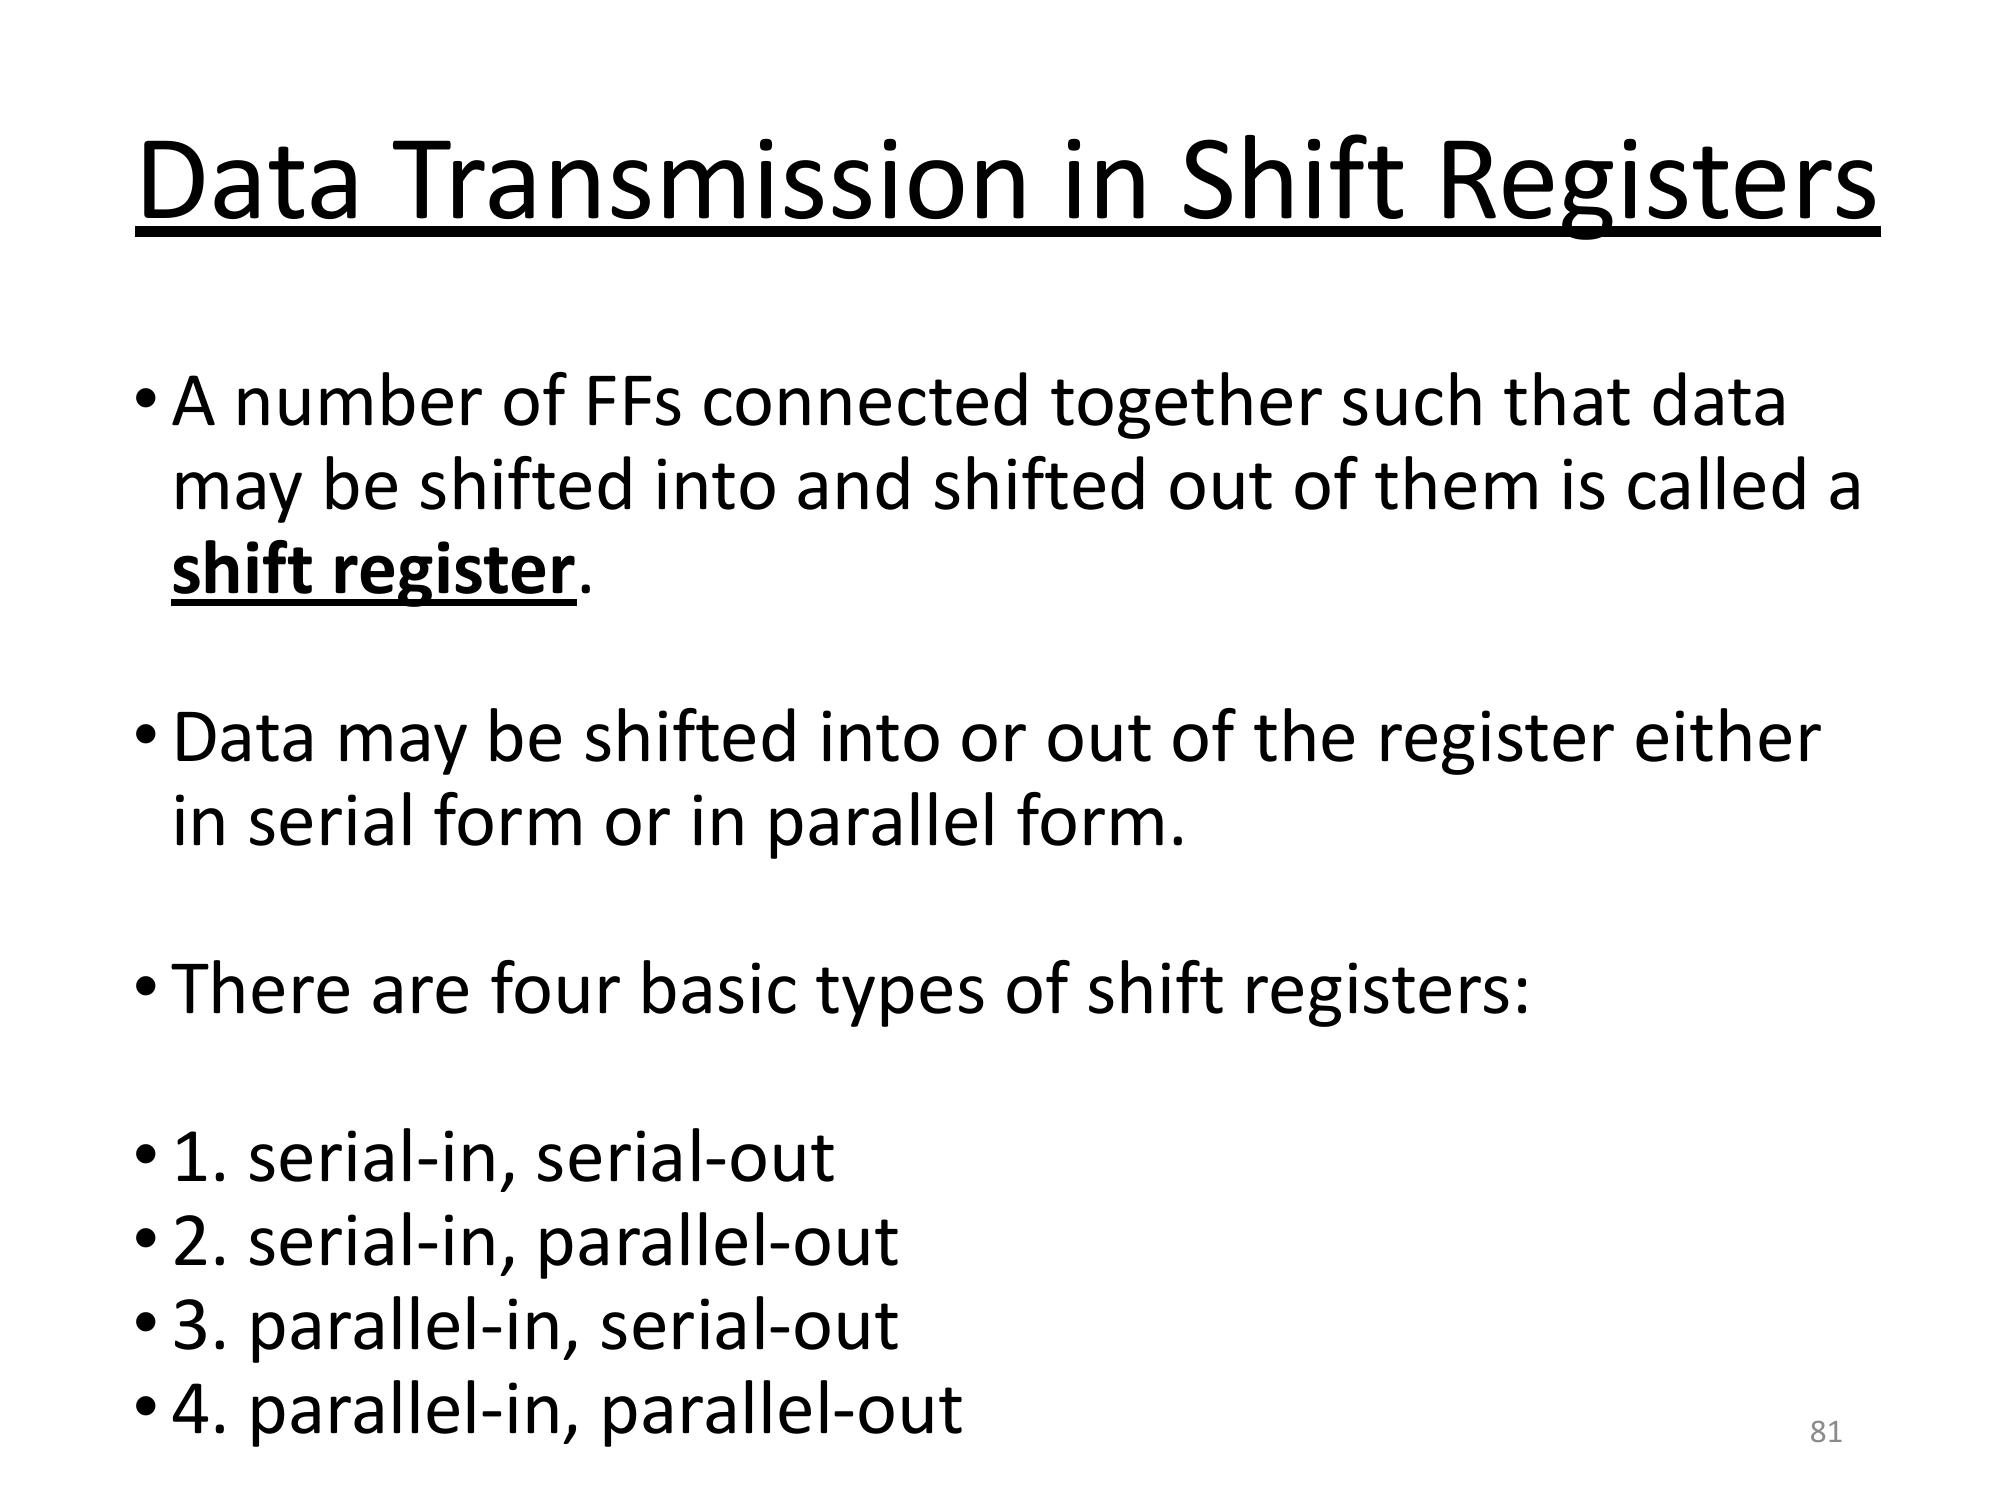 Data Transmission in Shift Registers
• A number of FFs connected together such that data
may be shifted into and shifted out of them is called a
shift register.
• Data may be shifted into or out of the register either
in serial form or in parallel form.
• There are four basic types of shift registers:
• 1. serial-in, serial-out
• 2. serial-in, parallel-out
• 3. parallel-in, serial-out
• 4. parallel-in, parallel-out
81